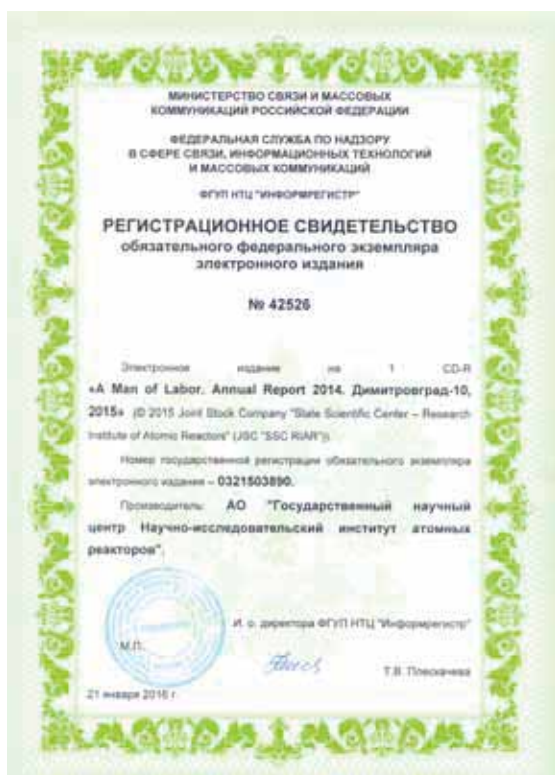 МИНИСТЕРСТВО СВЯЗИ И МАССОВЫХ
КОММУНИКАЦИЙ РОССИЙСКОЙ ФЕДЕРАЦИИ
ФЕДЕРАЛЬНАЯ СЛУЖБА ПО НАДЗОРУ
В СФЕРЕ СВЯЗИ, ИНФОРМАЦИОННЫХ ТЕХНОЛОГИЙ
И МАССОВЫХ КОММУНИКАЦИЙ
ФГУП НТЦ "ИНФОРМРЕГИСТР"
РЕГИСТРАЦИОННОЕ СВИДЕТЕЛЬСТВО
обязательного федерального экземпляра
электронного издания
№ 42526
Электронное издание на 1 CD-R
«A Man of Labor. Annual Report 2014. Димитровград-10,
2015» (© 2015 Joint Stock Company "State Scientific Center – Research
Institute of Atomic Reactors" (JSC "SSC RIAR")).
Номер государственной регистрации обязательного экземпляра
электронного издания – 0321503890.
Производитель: АО "Государственный научный
центр Научно-исследовательский институт атомных
реакторов".
И. о. директора ФГУП НТЦ "Информрегистр"
М.П.
Т.В. Плескачева
21 января 2016 г.